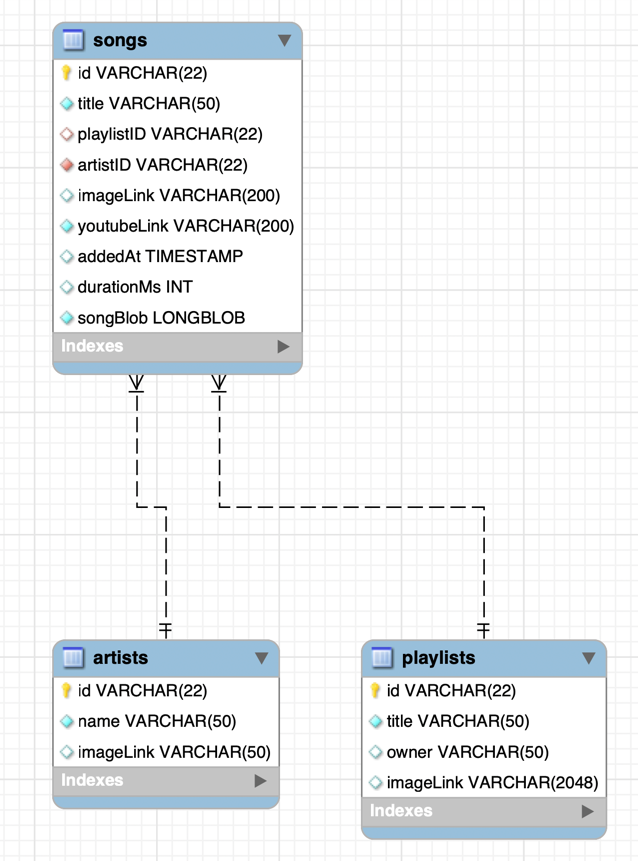 songs
id VARCHAR(22)
title VARCHAR(50)
playlistID VARCHAR(22)
artistID VARCHAR(22)
imageLink VARCHAR(200)
youtubeLink VARCHAR(200)
addedAt TIMESTAMP
durationMs INT
songBlob LONGBLOB
Indexes
artists
id VARCHAR(22)
name VARCHAR(50)
imageLink VARCHAR(50)
Indexes
playlists
id VARCHAR(22)
title VARCHAR(50)
owner VARCHAR(50)
imageLink VARCHAR(2048)
Indexes